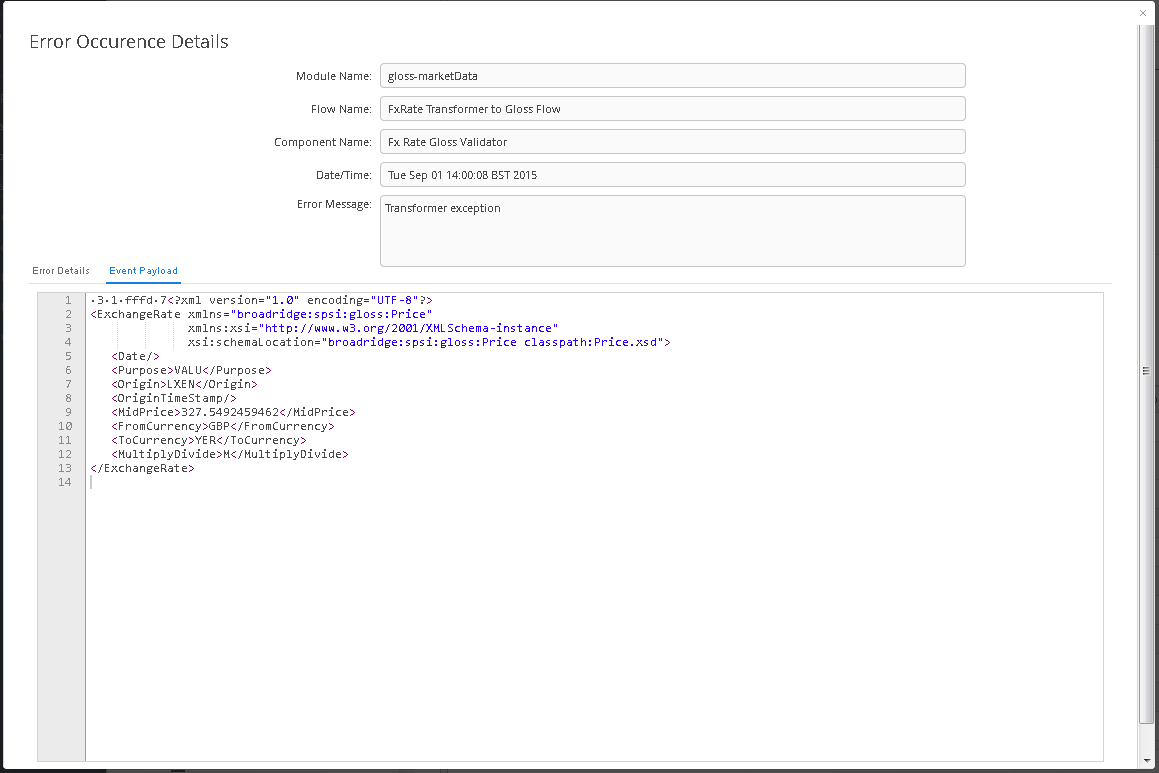 ×
Error Occurence Details
Module Name: gloss-marketData
Flow Name: FxRate Transformer to Gloss Flow
Component Name: Fx Rate Gloss Validator
Date/Time: Tue Sep 01 14:00:08 BST 2015
Error Message: Transformer exception
Error Details Event Payload
1 ·3·1·fffd·7<?xml version="1.0" encoding="UTF-8"?>
2 <ExchangeRate xmlns="broadridge:spsi:gloss:Price"
3 xmlns:xsi="http://www.w3.org/2001/XMLSchema-instance"
4 xsi:schemaLocation="broadridge:spsi:gloss:Price classpath:Price.xsd">
5 <Date/>
6 <Purpose>VALU</Purpose>
7 <Origin>LXEN</Origin>
8 <OriginTimeStamp/>
9 <MidPrice>327.5492459462</MidPrice>
10 <FromCurrency>GBP</FromCurrency>
11 <ToCurrency>YER</ToCurrency>
12 <MultiplyDivide>M</MultiplyDivide>
13 </ExchangeRate>
14